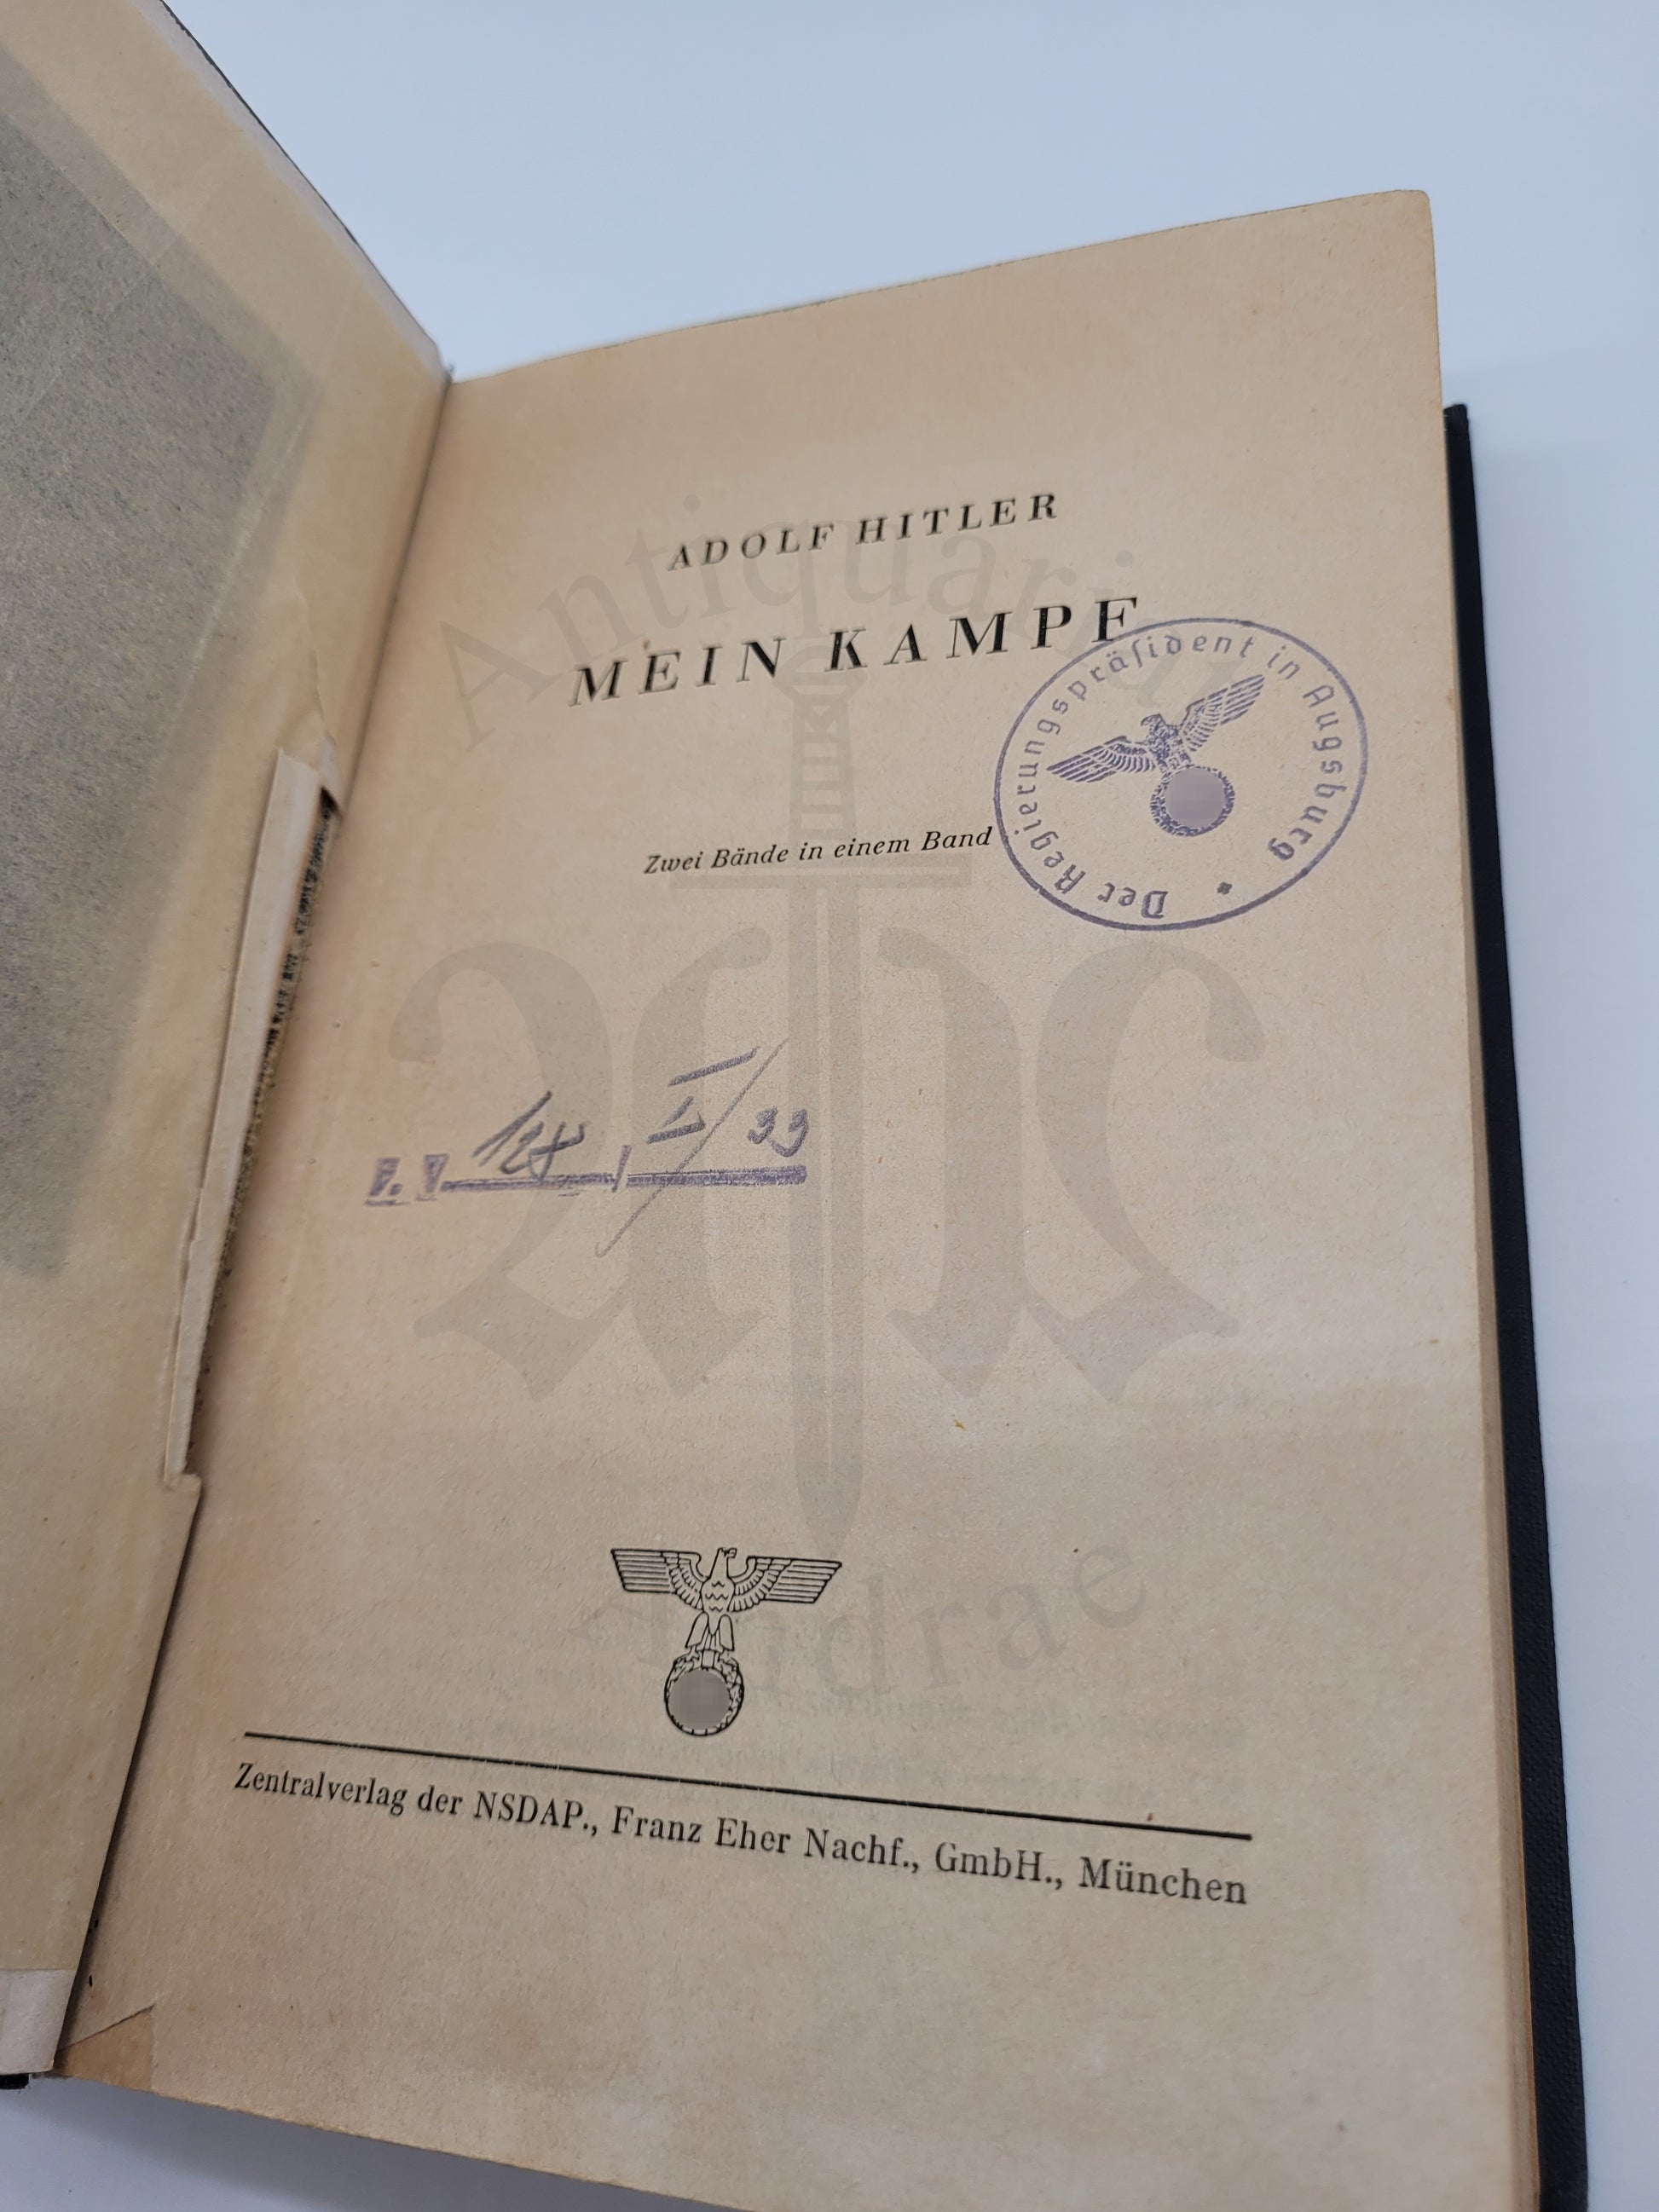 ADOLF HITLER
MEIN KAMPF
Der Regierungspräsident in Augsburg
Zwei Bände in einem Band
Zentralverlag der NSDAP., Franz Eher Nachf., GmbH., München
Antiquariat
Andrae